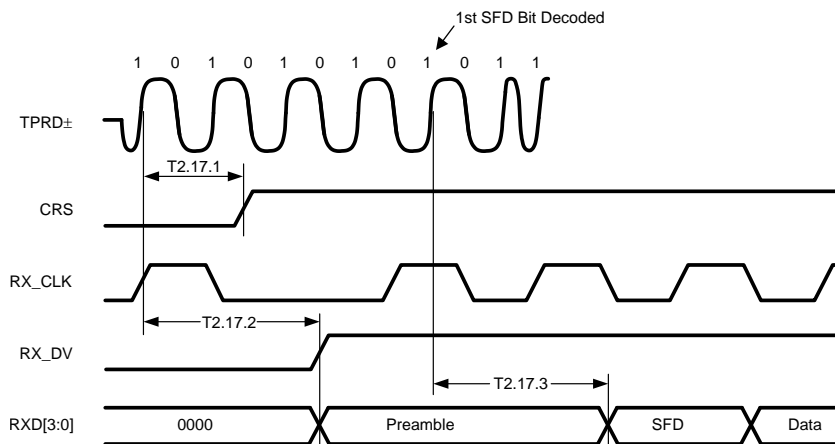 1st SFD Bit Decoded
1 0 1 0 1 0 1 0 1 0 1 1
TPRD±
T2.17.1
CRS
RX_CLK
T2.17.2
RX_DV
T2.17.3
RXD[3:0] 0000 Preamble SFD Data